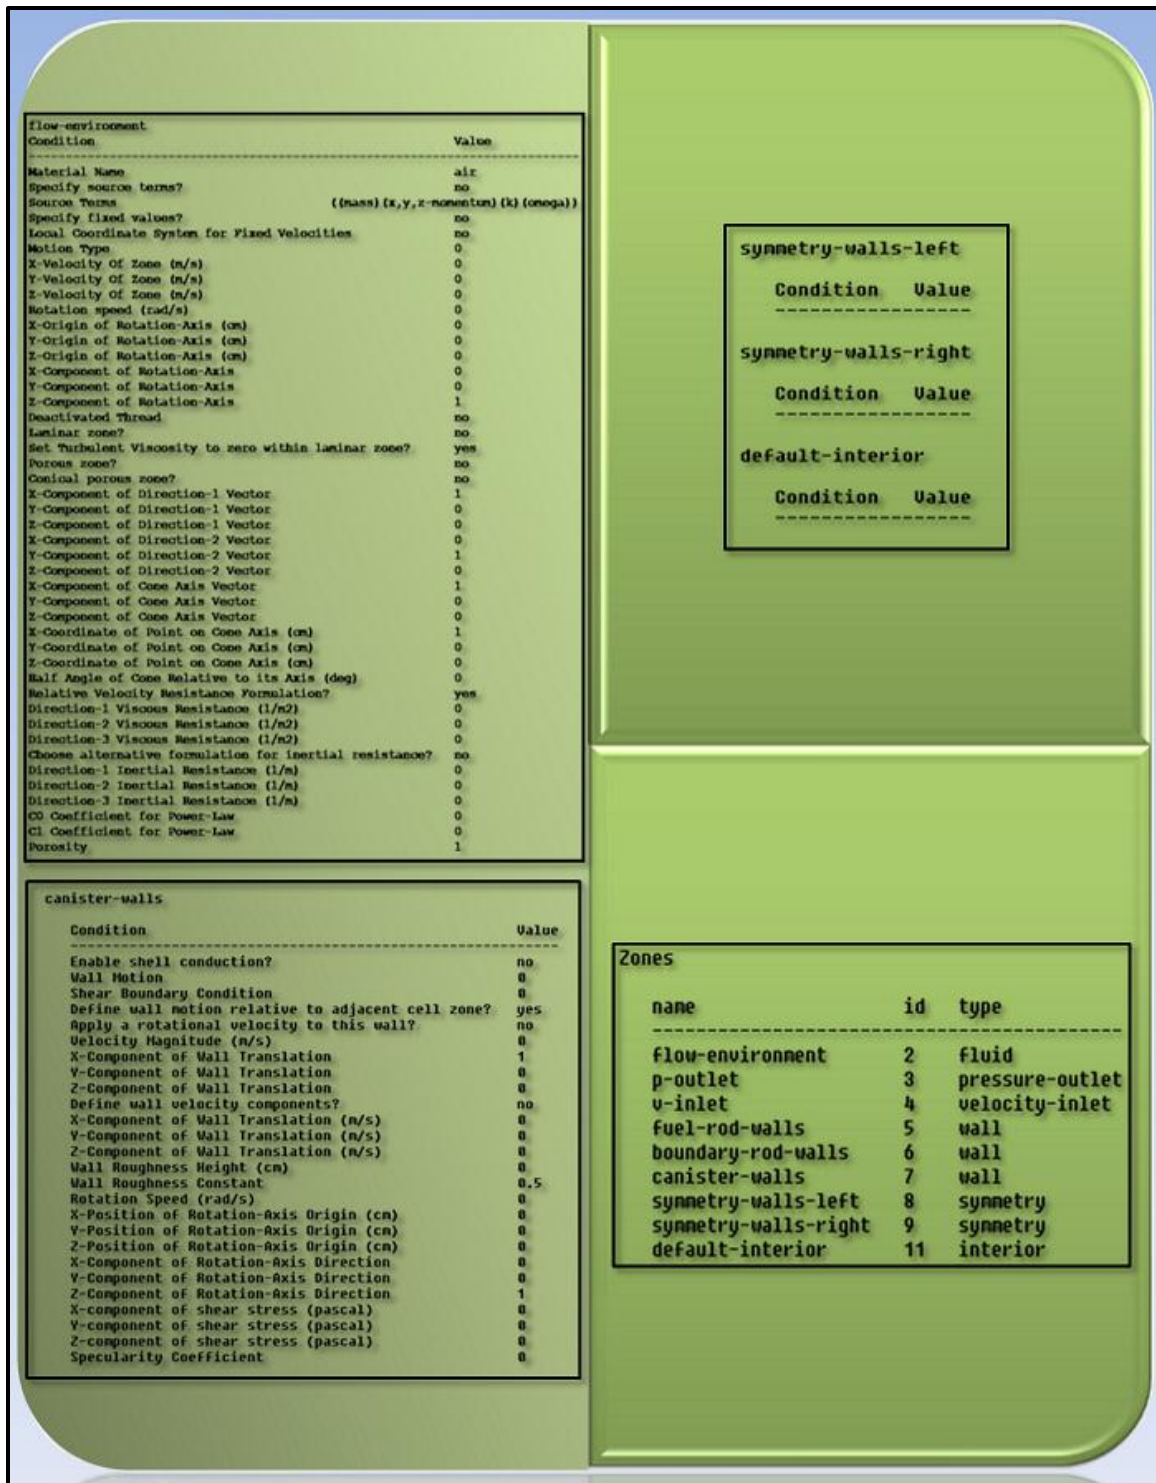 flow-environment
Condition Value
Material Name air
Specify source terms? no
Source Terms ((mass)(x,y,z-momentum)(k)(omega))
Specify fixed values? no
Local Coordinate System for Fixed Velocities no
Motion Type 0
X-Velocity Of Zone (m/s) 0
Y-Velocity Of Zone (m/s) 0
Z-Velocity Of Zone (m/s) 0
Rotation speed (rad/s) 0
X-Origin of Rotation-Axis (cm) 0
Y-Origin of Rotation-Axis (cm) 0
Z-Origin of Rotation-Axis (cm) 0
X-Component of Rotation-Axis 0
Y-Component of Rotation-Axis 0
Z-Component of Rotation-Axis 1
Deactivated Thread no
Laminar zone? no
Set Turbulent Viscosity to zero within laminar zone? yes
Porous zone? no
Conical porous zone? no
X-Component of Direction-1 Vector 1
Y-Component of Direction-1 Vector 0
Z-Component of Direction-1 Vector 0
X-Component of Direction-2 Vector 0
Y-Component of Direction-2 Vector 1
Z-Component of Direction-2 Vector 0
X-Component of Cone Axis Vector 1
Y-Component of Cone Axis Vector 0
Z-Component of Cone Axis Vector 0
X-Coordinate of Point on Cone Axis (cm) 1
Y-Coordinate of Point on Cone Axis (cm) 0
Z-Coordinate of Point on Cone Axis (cm) 0
Half Angle of Cone Relative to its Axis (deg) 0
Relative Velocity Resistance Formulation? yes
Direction-1 Viscous Resistance (1/m2) 0
Direction-2 Viscous Resistance (1/m2) 0
Direction-3 Viscous Resistance (1/m2) 0
Choose alternative formulation for inertial resistance? no
Direction-1 Inertial Resistance (1/m) 0
Direction-2 Inertial Resistance (1/m) 0
Direction-3 Inertial Resistance (1/m) 0
C0 Coefficient for Power-Law 0
C1 Coefficient for Power-Law 0
Porosity 1
canister-walls
Condition Value
Enable shell conduction? no
Wall Motion 0
Shear Boundary Condition 0
Define wall motion relative to adjacent cell zone? yes
Apply a rotational velocity to this wall? no
Velocity Magnitude (m/s) 0
X-Component of Wall Translation 1
Y-Component of Wall Translation 0
Z-Component of Wall Translation 0
Define wall velocity components? no
X-Component of Wall Translation (m/s) 0
Y-Component of Wall Translation (m/s) 0
Z-Component of Wall Translation (m/s) 0
Wall Roughness Height (cm) 0
Wall Roughness Constant 0.5
Rotation Speed (rad/s) 0
X-Position of Rotation-Axis Origin (cm) 0
Y-Position of Rotation-Axis Origin (cm) 0
Z-Position of Rotation-Axis Origin (cm) 0
X-Component of Rotation-Axis Direction 0
Y-Component of Rotation-Axis Direction 0
Z-Component of Rotation-Axis Direction 1
X-component of shear stress (pascal) 0
Y-component of shear stress (pascal) 0
Z-component of shear stress (pascal) 0
Specularity Coefficient 0
symmetry-walls-left
Condition Value
symmetry-walls-right
Condition Value
default-interior
Condition Value
Zones
name id type
flow-environment 2 fluid
p-outlet 3 pressure-outlet
v-inlet 4 velocity-inlet
fuel-rod-walls 5 wall
boundary-rod-walls 6 wall
canister-walls 7 wall
symmetry-walls-left 8 symmetry
symmetry-walls-right 9 symmetry
default-interior 11 interior